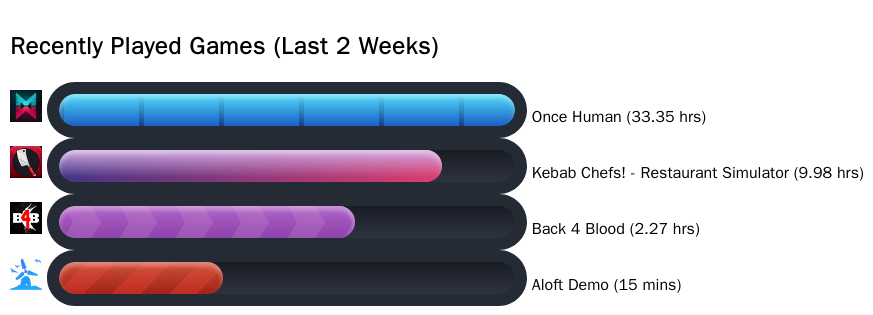 Recently Played Games (Last 2 Weeks)
Once Human (33.35 hrs)
Kebab Chefs! - Restaurant Simulator (9.98 hrs)
B4B
Back 4 Blood (2.27 hrs)
Aloft Demo (15 mins)